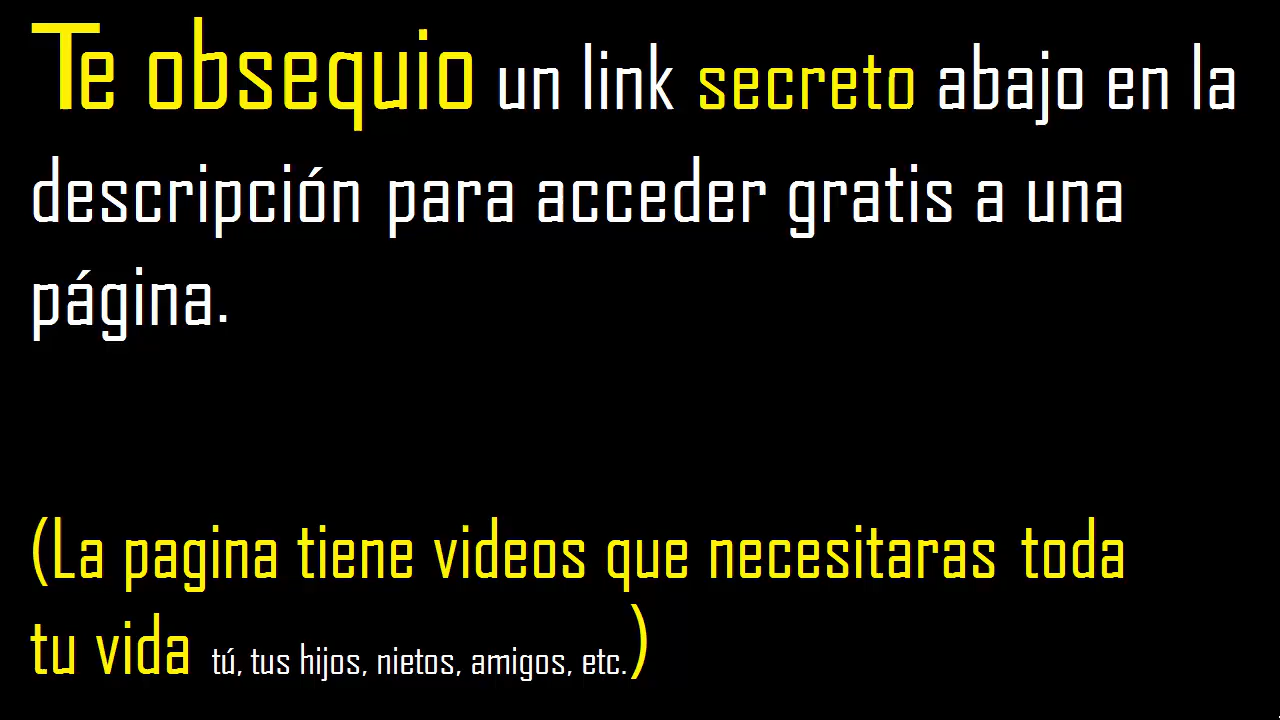 Te obsequio un link secreto abajo en la
descripción para acceder gratis a una
página.
(La pagina tiene videos que necesitaras toda
tu vida tú, tus hijos, nietos, amigos, etc.)